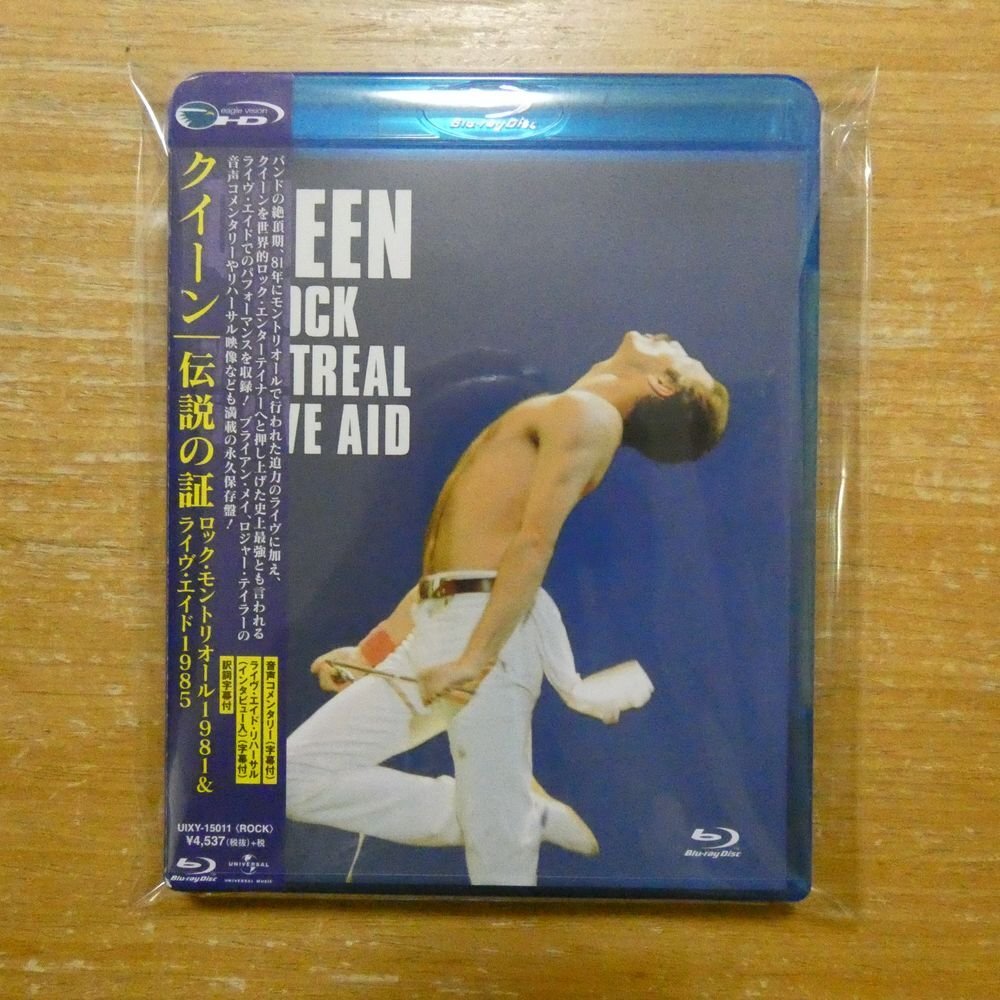 eagle vision
HD
Blu-ray Disc
クイーン|伝説の証
ロック・モントリオール1981&
ライヴ・エイド1985
バンドの絶頂期、81年にモントリオールで行われた迫力のライヴに加え、
クイーンを世界的ロック・エンターテイナーへと押し上げた史上最強とも言われる
ライヴ・エイドでのパフォーマンスを収録! ブライアン・メイ、ロジャー・テイラーの
音声コメンタリーやリハーサル映像なども満載の永久保存盤!
音声コメンタリー(字幕付)
ライヴ・エイド・リハーサル
(インタビュー入)(字幕付)
訳詞字幕付
UIXY-15011 〈ROCK〉
¥4,537(税抜)+税
Blu-ray Disc
UNIVERSAL
UNIVERSAL MUSIC
EEN
OCK
TREAL
VE AID
Blu-ray Disc